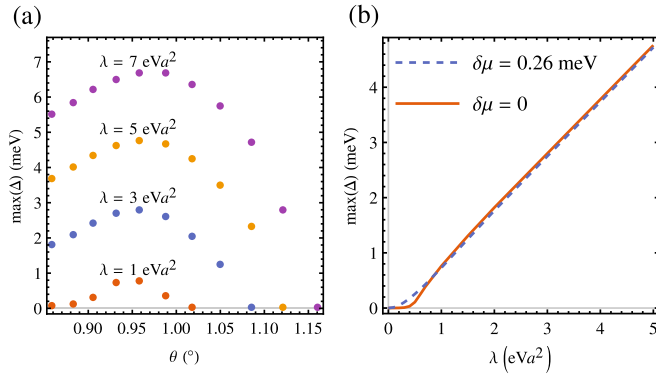 (a)
max(Δ) (meV)
7
6
5
4
3
2
1
0
λ = 7 eVa²
λ = 5 eVa²
λ = 3 eVa²
λ = 1 eVa²
0.90 0.95 1.00 1.05 1.10 1.15
θ (°)
(b)
max(Δ) (meV)
4
3
2
1
0
δμ = 0.26 meV
δμ = 0
0 1 2 3 4 5
λ (eVa²)